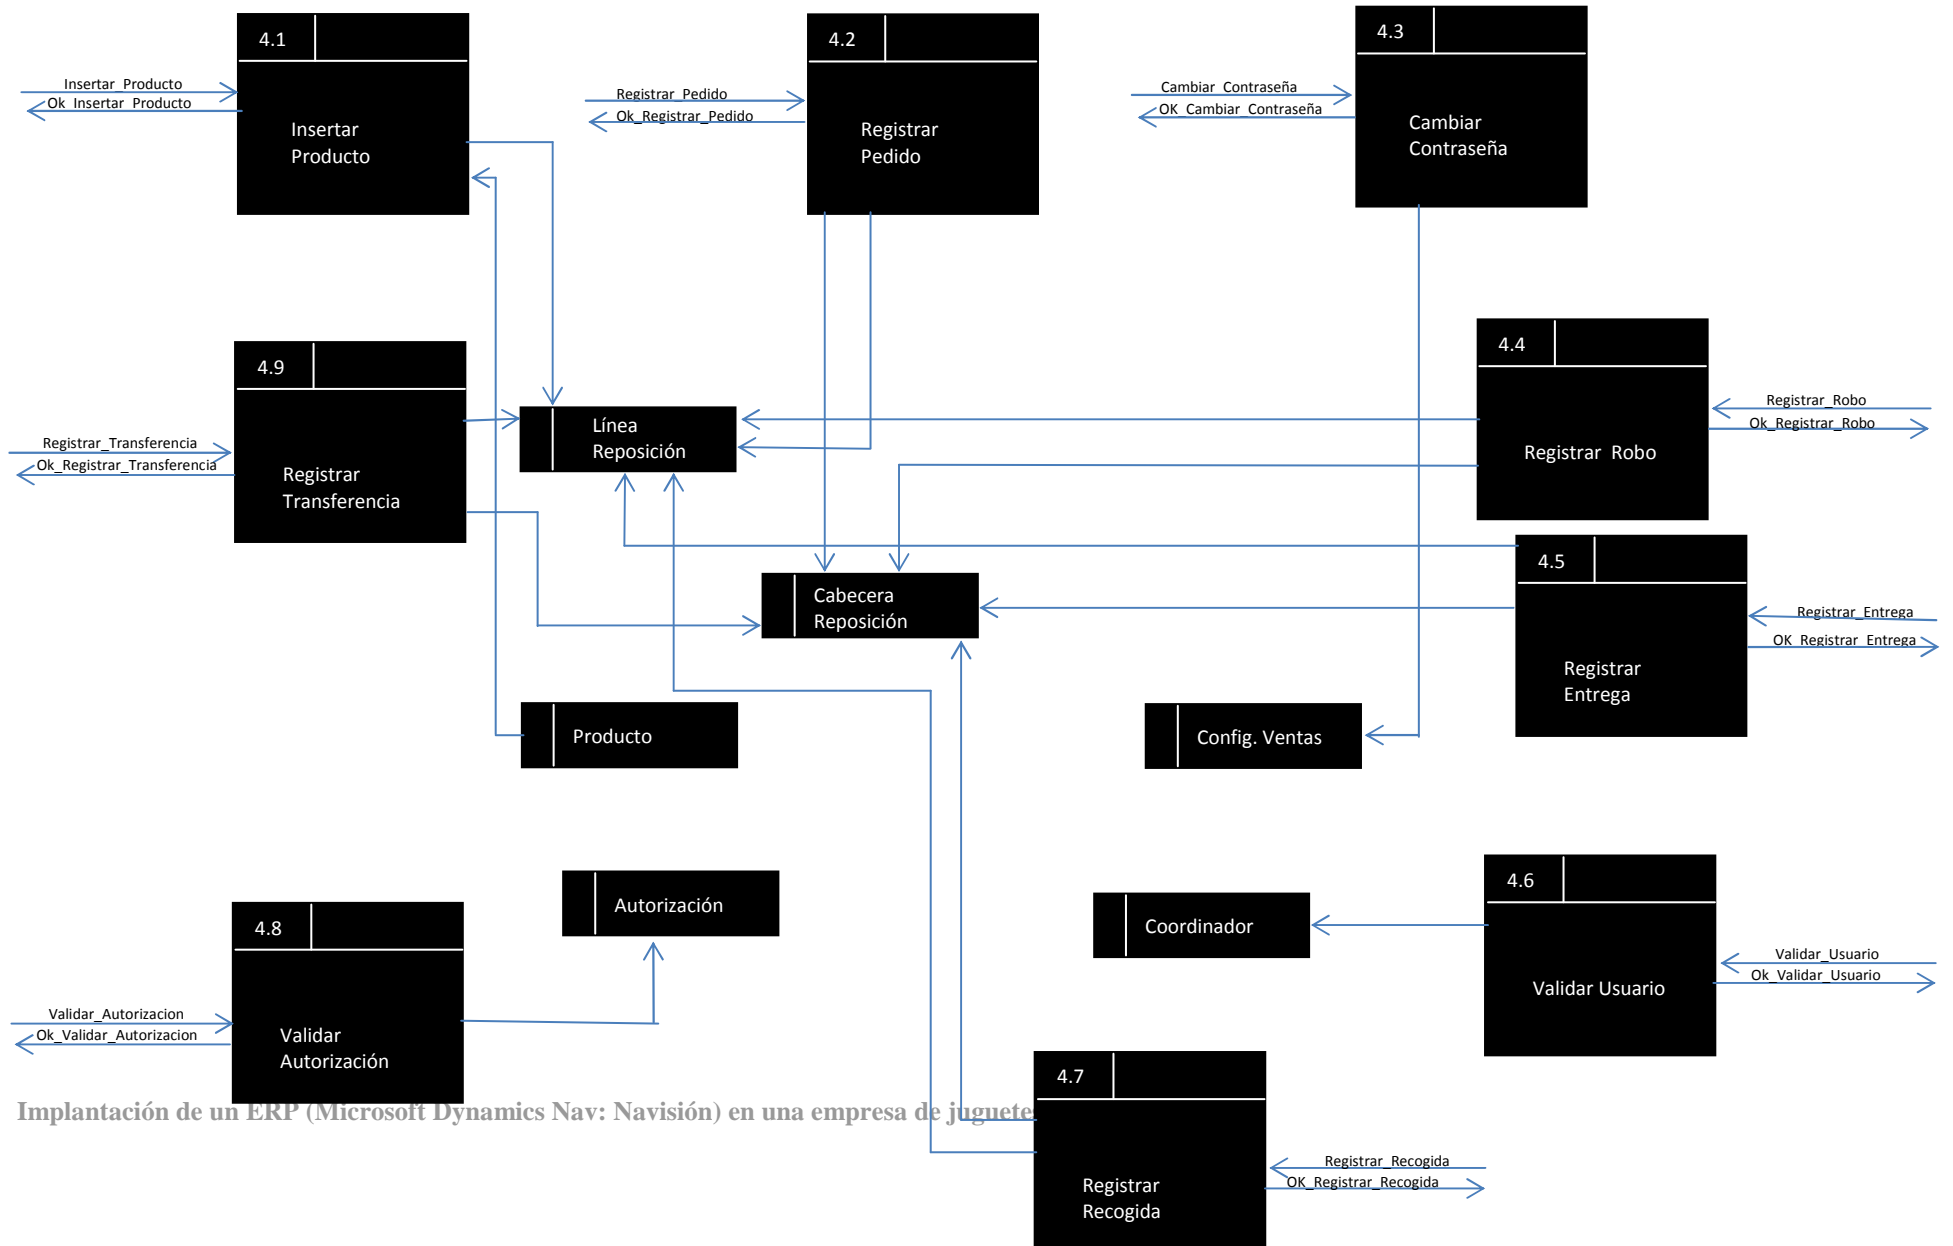 4.1
Insertar_Producto
Ok_Insertar_Producto
Insertar
Producto
4.2
Registrar_Pedido
Ok_Registrar_Pedido
Registrar
Pedido
4.3
Cambiar_Contraseña
OK_Cambiar_Contraseña
Cambiar
Contraseña
4.9
Registrar_Transferencia
Ok_Registrar_Transferencia
Registrar
Transferencia
Línea
Reposición
4.4
Registrar_Robo
Ok_Registrar_Robo
Registrar Robo
Cabecera
Reposición
4.5
Registrar_Entrega
OK_Registrar_Entrega
Registrar
Entrega
Producto
Config. Ventas
4.8
Validar_Autorizacion
Ok_Validar_Autorizacion
Validar
Autorización
Autorización
Coordinador
4.6
Validar_Usuario
Ok_Validar_Usuario
Validar Usuario
4.7
Registrar_Recogida
OK_Registrar_Recogida
Registrar
Recogida
Implantación de un ERP (Microsoft Dynamics Nav: Navisión) en una empresa de juguetes